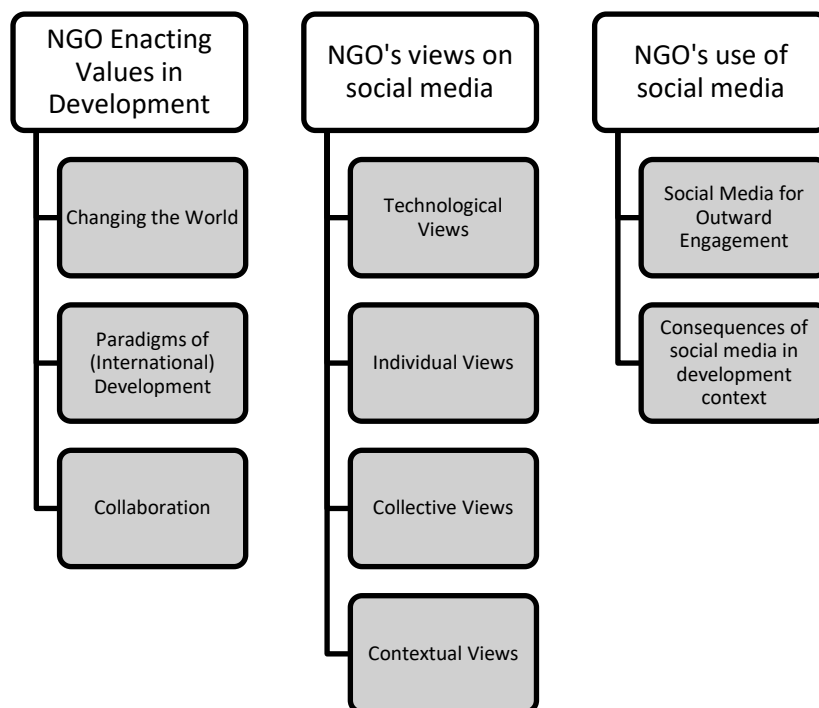 NGO Enacting
Values in
Development
Changing the World
Paradigms of
(International)
Development
Collaboration
NGO's views on
social media
Technological
Views
Individual Views
Collective Views
Contextual Views
NGO's use of
social media
Social Media for
Outward
Engagement
Consequences of
social media in
development
context